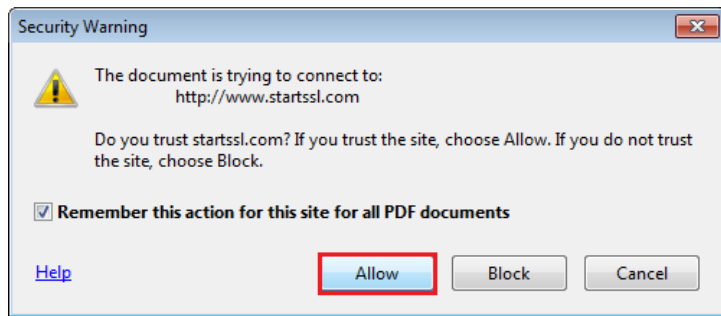 Security Warning
The document is trying to connect to:
http://www.startssl.com
Do you trust startssl.com? If you trust the site, choose Allow. If you do not trust
the site, choose Block.
Remember this action for this site for all PDF documents
Help
Allow
Block
Cancel